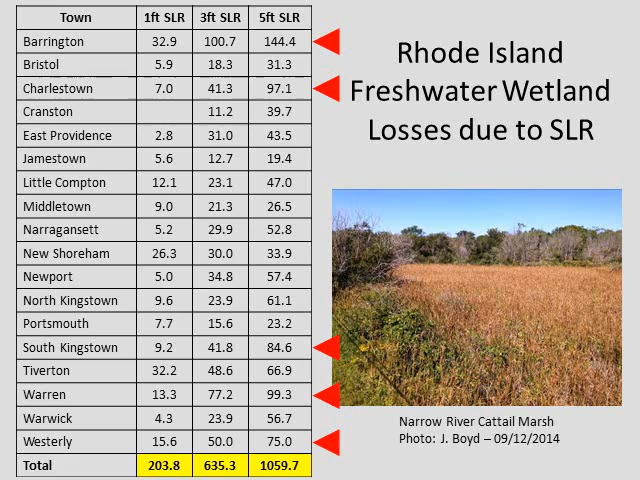 Town 1ft SLR 3ft SLR 5ft SLR
Barrington 32.9 100.7 144.4
Bristol 5.9 18.3 31.3
Charlestown 7.0 41.3 97.1
Cranston 11.2 39.7
East Providence 2.8 31.0 43.5
Jamestown 5.6 12.7 19.4
Little Compton 12.1 23.1 47.0
Middletown 9.0 21.3 26.5
Narragansett 5.2 29.9 52.8
New Shoreham 26.3 30.0 33.9
Newport 5.0 34.8 57.4
North Kingstown 9.6 23.9 61.1
Portsmouth 7.7 15.6 23.2
South Kingstown 9.2 41.8 84.6
Tiverton 32.2 48.6 66.9
Warren 13.3 77.2 99.3
Warwick 4.3 23.9 56.7
Westerly 15.6 50.0 75.0
Total 203.8 635.3 1059.7
Rhode Island
Freshwater Wetland
Losses due to SLR
Narrow River Cattail Marsh
Photo: J. Boyd – 09/12/2014